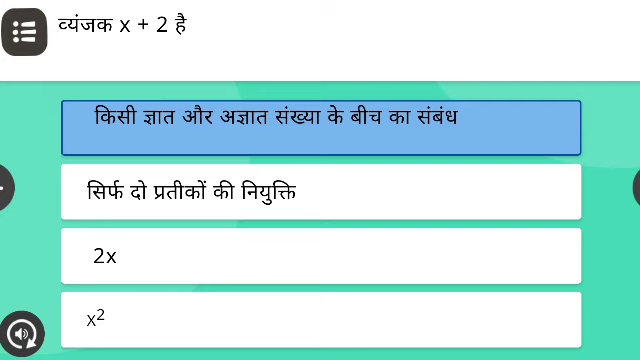 व्यंजक x + 2 है
किसी ज्ञात और अज्ञात संख्या के बीच का संबंध
सिर्फ दो प्रतीकों की नियुक्ति
2x
x²